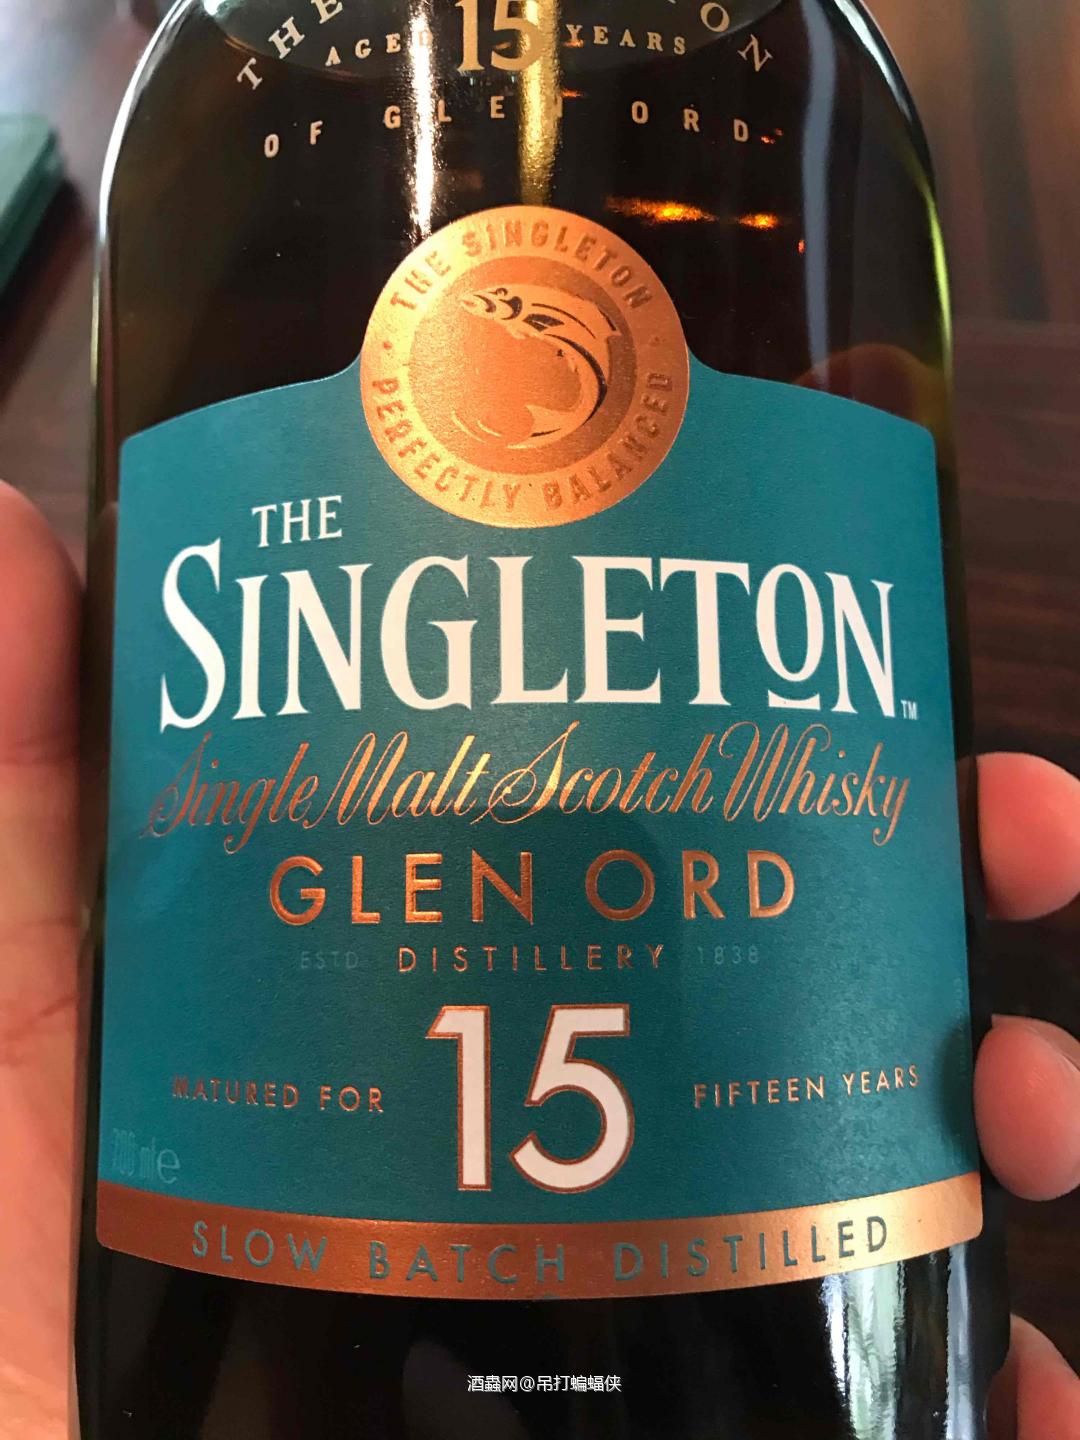 THE
AGED 15 YEARS
OF GLEN ORD
THE SINGLETON
PERFECTLY BALANCED
THE
SINGLETON™
Single Malt Scotch Whisky
GLEN ORD
ESTD DISTILLERY 1838
MATURED FOR 15 FIFTEEN YEARS
700 ml e
SLOW BATCH DISTILLED
酒蟲网@吊打蝙蝠侠